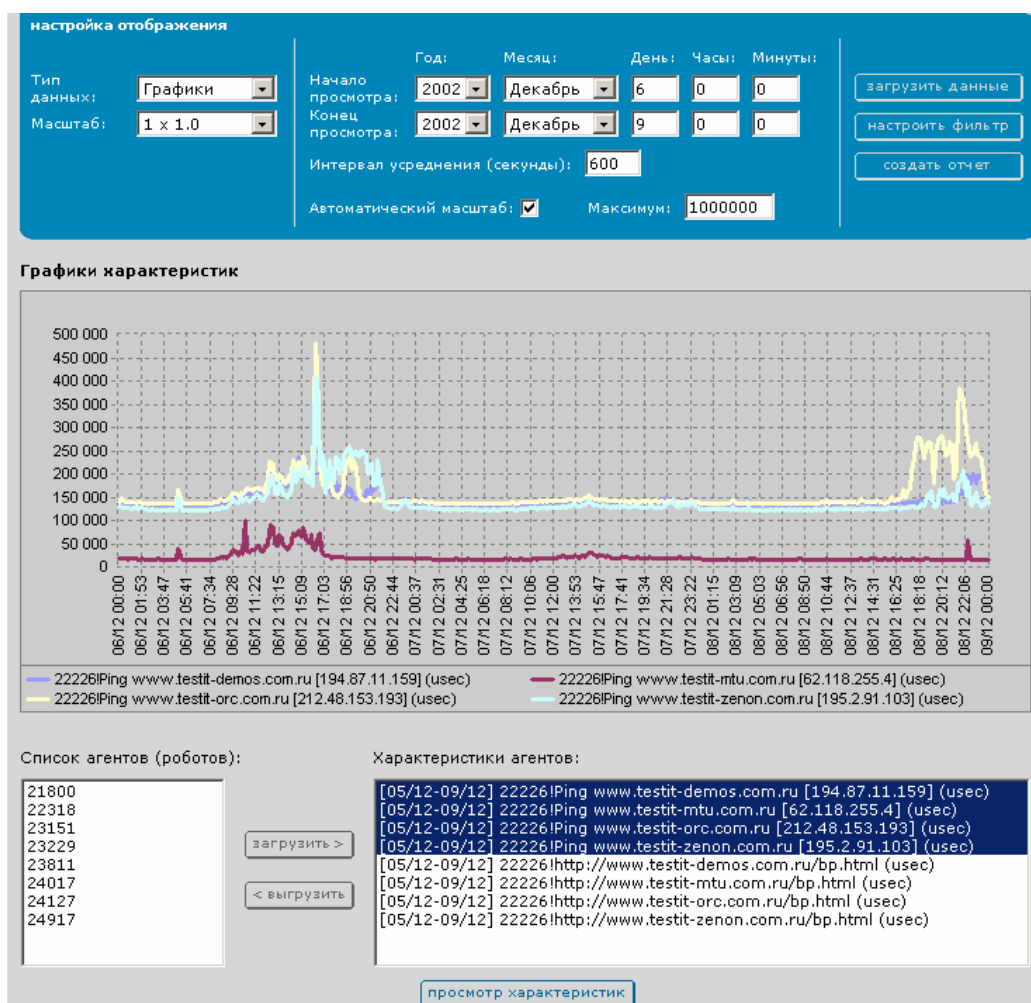 настройка отображения
Год: Месяц: День: Часы: Минуты:
Тип данных: Графики
Начало просмотра: 2002 Декабрь 6 0 0
загрузить данные
Масштаб: 1 x 1.0
Конец просмотра: 2002 Декабрь 9 0 0
настроить фильтр
Интервал усреднения (секунды): 600
создать отчет
Автоматический масштаб: Максимум: 1000000
Графики характеристик
500 000
450 000
400 000
350 000
300 000
250 000
200 000
150 000
100 000
50 000
0
06/12 00:00
06/12 01:53
06/12 03:47
06/12 05:41
06/12 07:34
06/12 09:28
06/12 11:22
06/12 13:15
06/12 15:09
06/12 17:03
06/12 18:56
06/12 20:50
06/12 22:44
07/12 00:37
07/12 02:31
07/12 04:25
07/12 06:18
07/12 08:12
07/12 10:06
07/12 12:00
07/12 13:53
07/12 15:47
07/12 17:41
07/12 19:34
07/12 21:28
07/12 23:22
08/12 01:15
08/12 03:09
08/12 05:03
08/12 06:56
08/12 08:50
08/12 10:44
08/12 12:37
08/12 14:31
08/12 16:25
08/12 18:18
08/12 20:12
08/12 22:06
09/12 00:00
22226!Ping www.testit-demos.com.ru [194.87.11.159] (usec)
22226!Ping www.testit-mtu.com.ru [62.118.255.4] (usec)
22226!Ping www.testit-orc.com.ru [212.48.153.193] (usec)
22226!Ping www.testit-zenon.com.ru [195.2.91.103] (usec)
Список агентов (роботов):
21800
22318
23151
23229
23811
24017
24127
24917
загрузить >
< выгрузить
Характеристики агентов:
[05/12-09/12] 22226!Ping www.testit-demos.com.ru [194.87.11.159] (usec)
[05/12-09/12] 22226!Ping www.testit-mtu.com.ru [62.118.255.4] (usec)
[05/12-09/12] 22226!Ping www.testit-orc.com.ru [212.48.153.193] (usec)
[05/12-09/12] 22226!Ping www.testit-zenon.com.ru [195.2.91.103] (usec)
[05/12-09/12] 22226!http://www.testit-demos.com.ru/bp.html (usec)
[05/12-09/12] 22226!http://www.testit-mtu.com.ru/bp.html (usec)
[05/12-09/12] 22226!http://www.testit-orc.com.ru/bp.html (usec)
[05/12-09/12] 22226!http://www.testit-zenon.com.ru/bp.html (usec)
просмотр характеристик